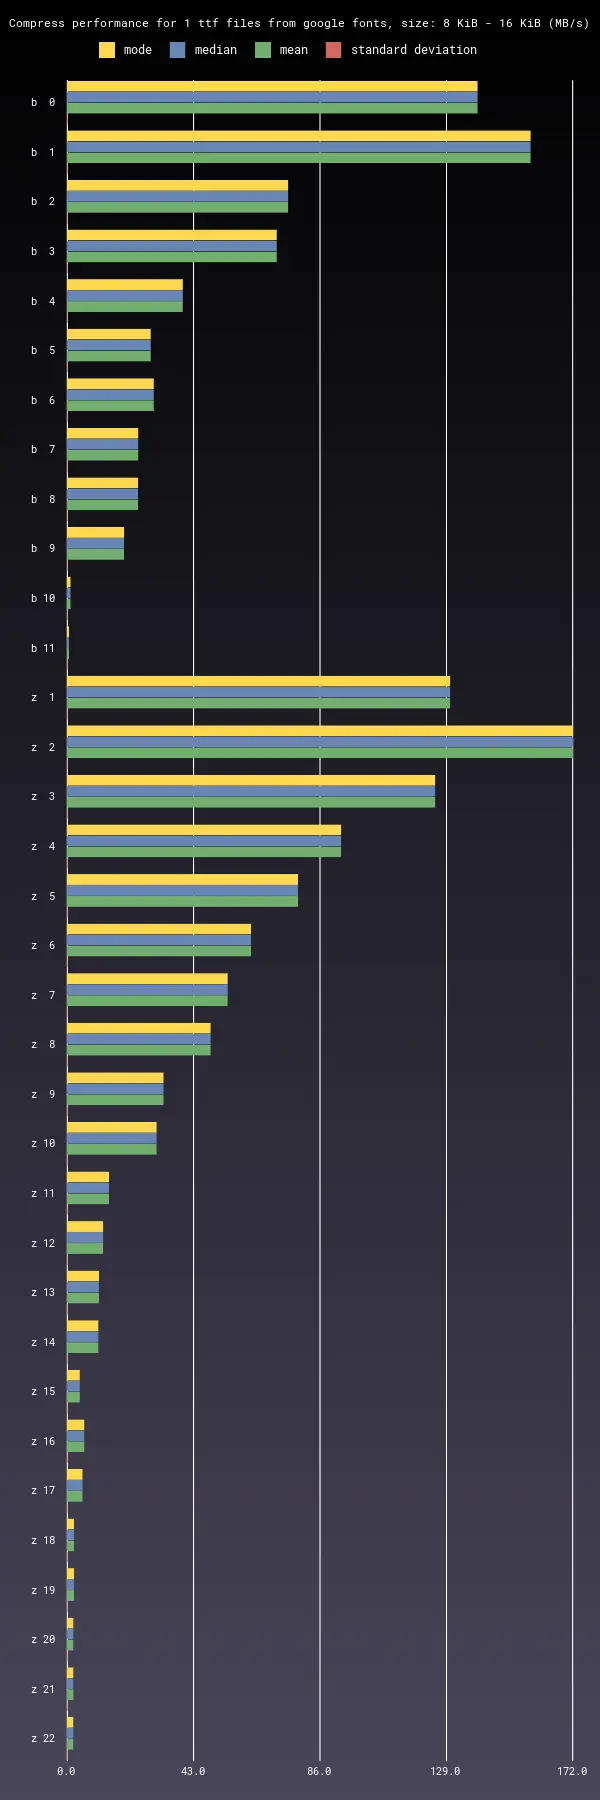 Compress performance for 1 ttf files from google fonts, size: 8 KiB - 16 KiB (MB/s)
mode median mean standard deviation
b 0
b 1
b 2
b 3
b 4
b 5
b 6
b 7
b 8
b 9
b 10
b 11
z 1
z 2
z 3
z 4
z 5
z 6
z 7
z 8
z 9
z 10
z 11
z 12
z 13
z 14
z 15
z 16
z 17
z 18
z 19
z 20
z 21
z 22
0.0 43.0 86.0 129.0 172.0